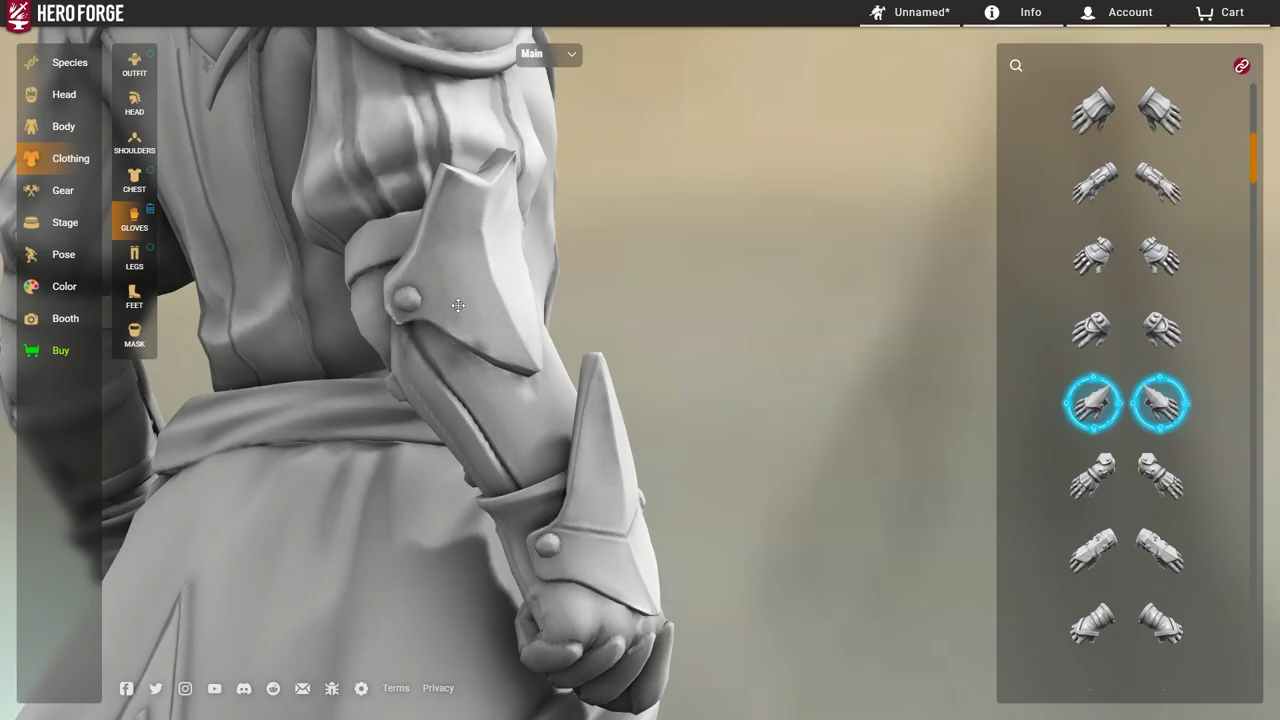 HERO FORGE
Unnamed*
Info
Account
Cart
Main
Species
Head
Body
Clothing
Gear
Stage
Pose
Color
Booth
Buy
OUTFIT
HEAD
SHOULDERS
CHEST
GLOVES
LEGS
FEET
MASK
Terms
Privacy